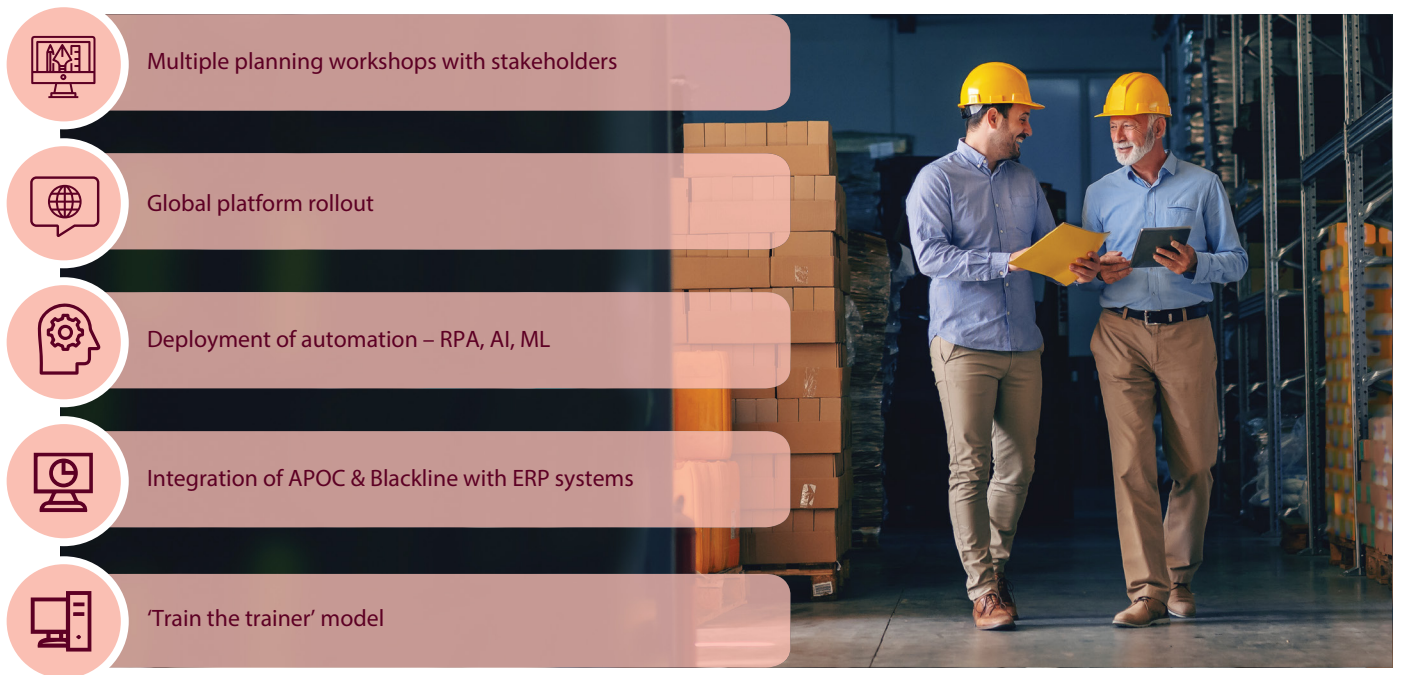 Multiple planning workshops with stakeholders
Global platform rollout
Deployment of automation – RPA, AI, ML
Integration of APOC & Blackline with ERP systems
‘Train the trainer’ model